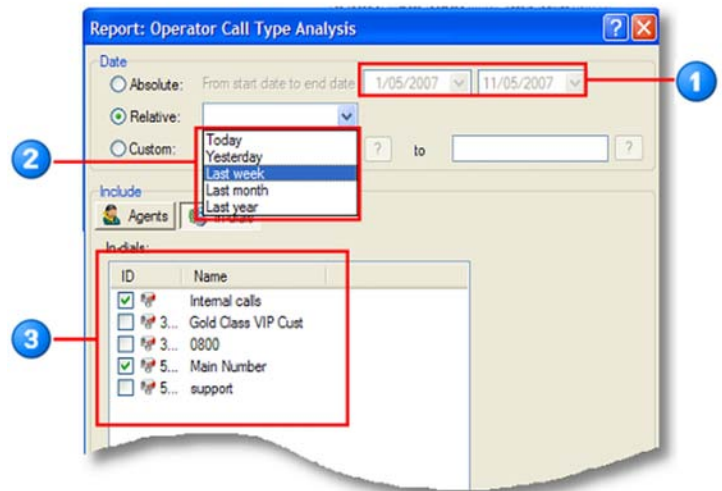 Report: Operator Call Type Analysis
Date
Absolute: From start date to end date 1/05/2007 11/05/2007
1
Relative:
Custom: ? to ?
2
Today
Yesterday
Last week
Last month
Last year
Include
Agents
In-dials:
ID Name
Internal calls
3... Gold Class VIP Cust
3
3... 0800
5... Main Number
5... support